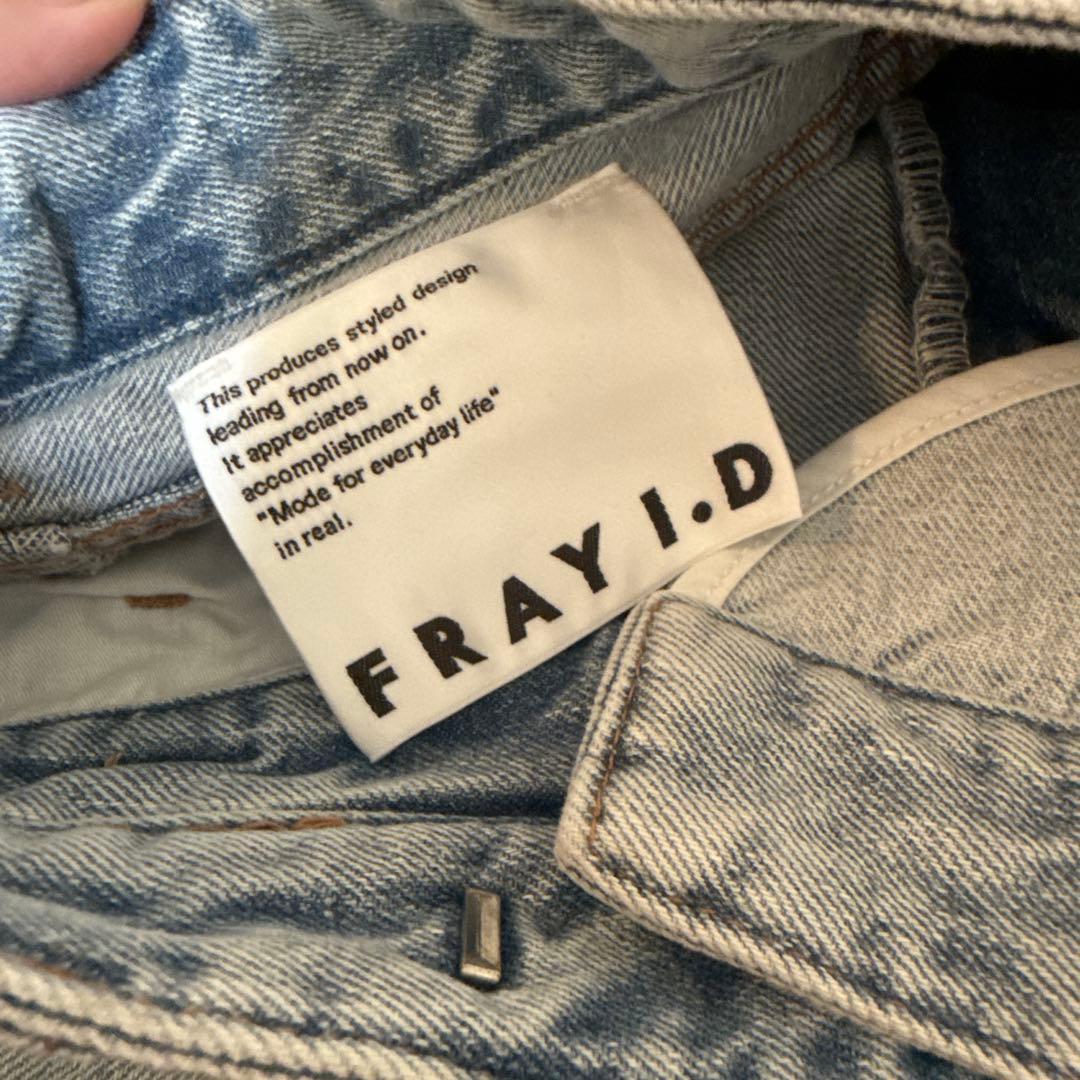 This produces styled design
leading from now on.
It appreciates
accomplishment of
"Mode for everyday life"
in real.
FRAY I.D